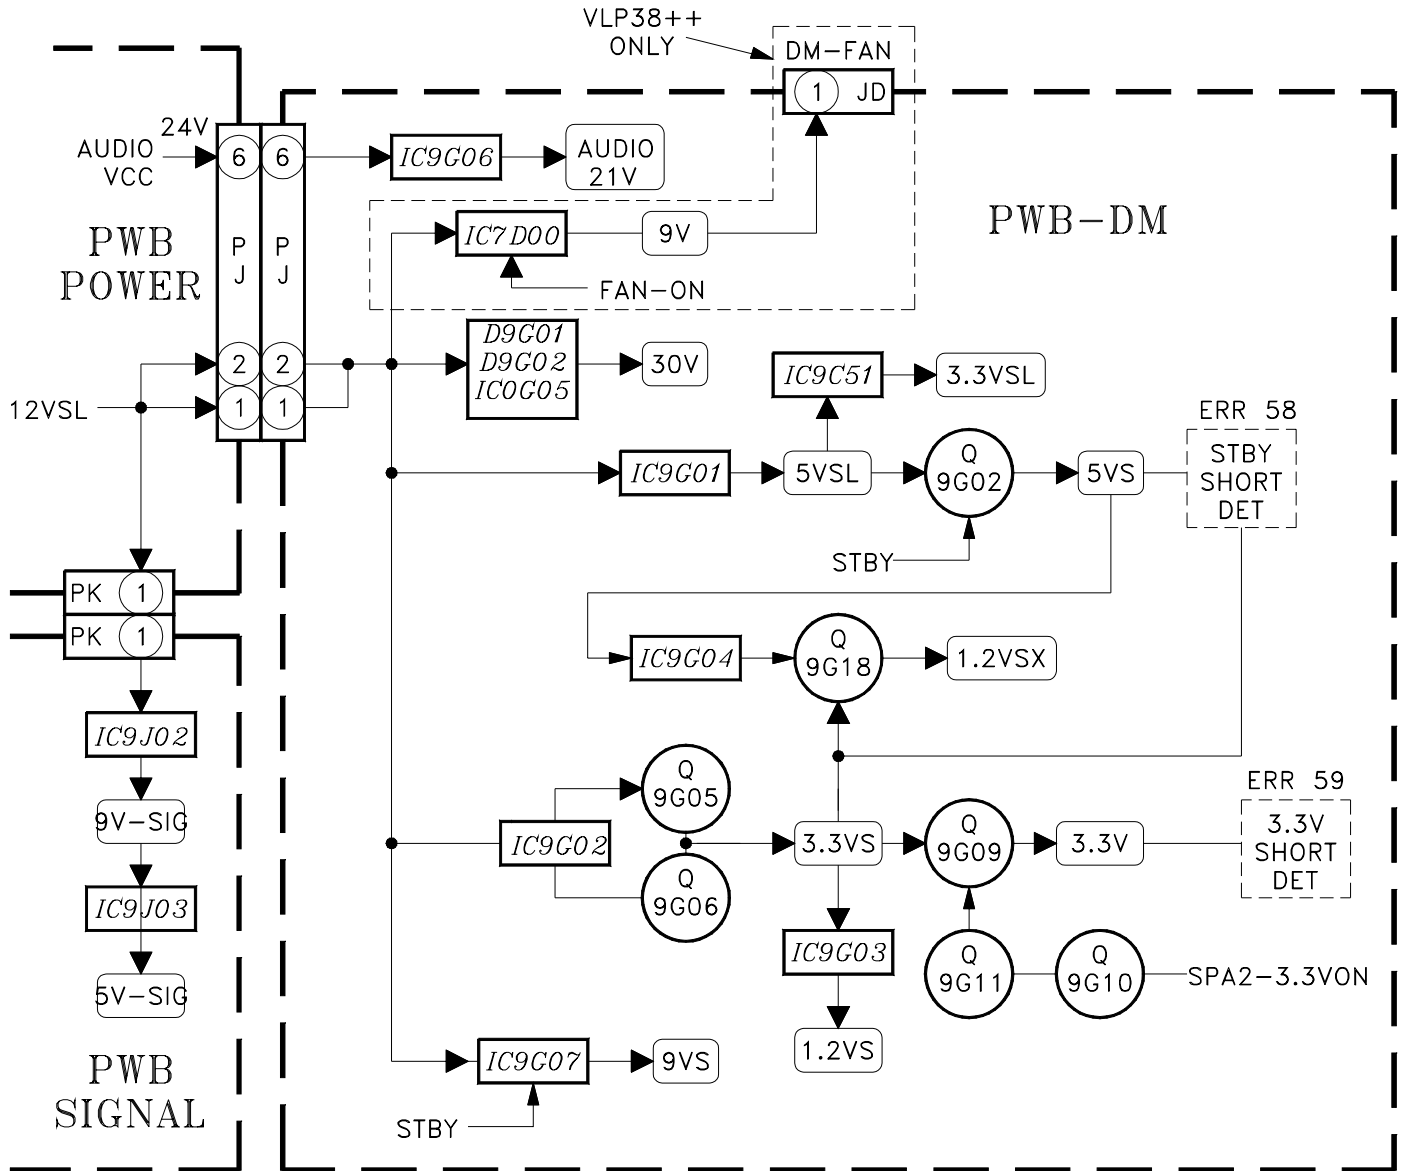 VLP38++
ONLY
DM-FAN
1 JD
24V
AUDIO
VCC
6 6
IC9G06
AUDIO
21V
PWB
POWER
P P
J J
IC7D00
9V
FAN-ON
PWB-DM
D9G01
D9G02
IC0G05
30V
2 2
12VSL
1 1
IC9C51
3.3VSL
ERR 58
STBY
SHORT
DET
IC9G01
5VSL
Q
9G02
5VS
STBY
PK 1
PK 1
IC9G04
Q
9G18
1.2VSX
IC9J02
9V-SIG
IC9J03
5V-SIG
PWB
SIGNAL
Q
9G05
IC9G02
Q
9G06
3.3VS
Q
9G09
3.3V
ERR 59
3.3V
SHORT
DET
IC9G03
Q
9G11
Q
9G10
SPA2-3.3VON
1.2VS
IC9G07
9VS
STBY